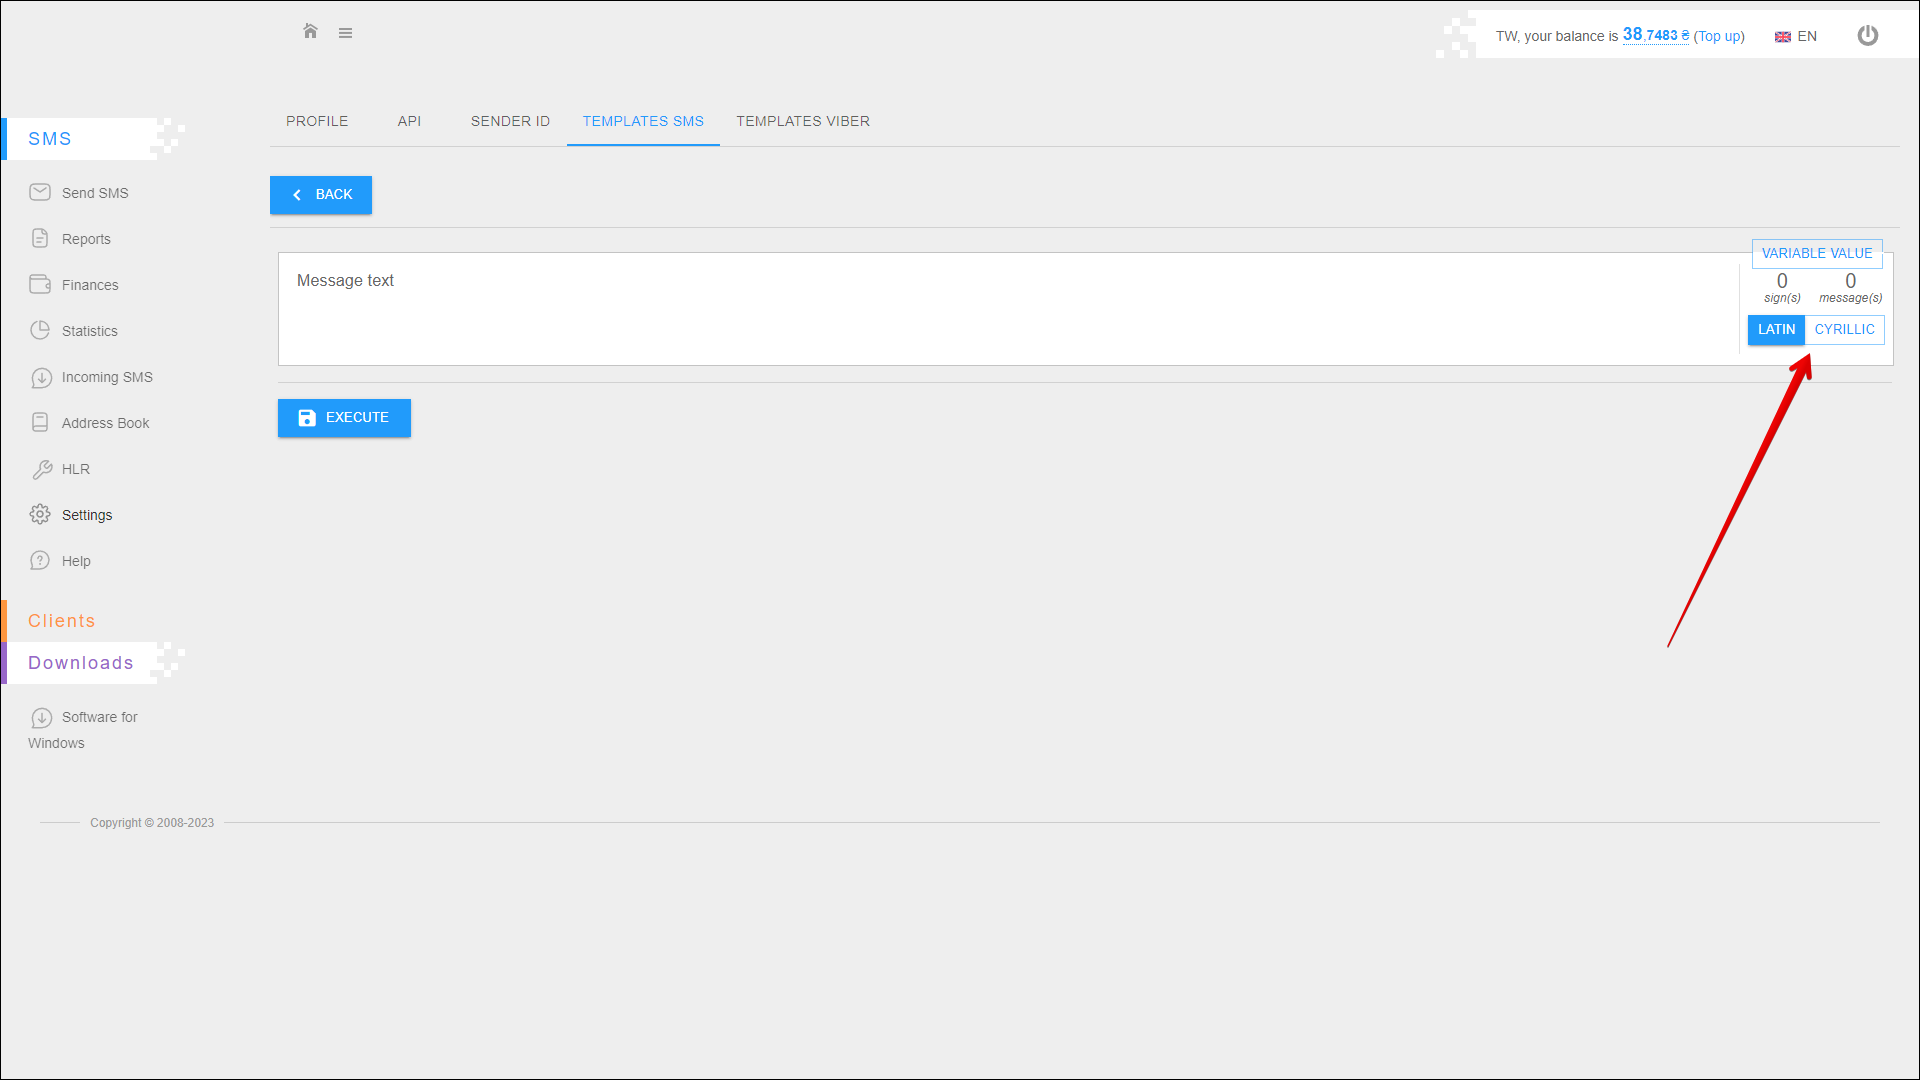 TW, your balance is 38,7483 ₴ (Top up) EN
PROFILE API SENDER ID TEMPLATES SMS TEMPLATES VIBER
SMS
Send SMS
Reports
Finances
Statistics
Incoming SMS
Address Book
HLR
Settings
Help
Clients
Downloads
Software for
Windows
BACK
Message text
VARIABLE VALUE
0 0
sign(s) message(s)
LATIN CYRILLIC
EXECUTE
Copyright © 2008-2023